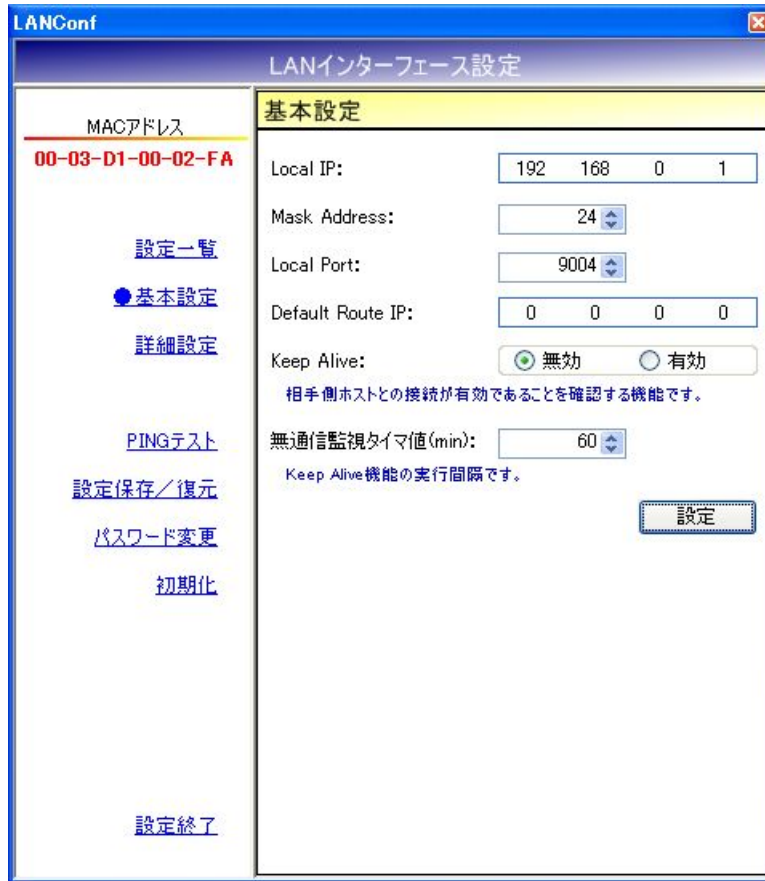 LANConf
LANインターフェース設定
MACアドレス
00-03-D1-00-02-FA
設定一覧
●基本設定
詳細設定
PINGテスト
設定保存／復元
パスワード変更
初期化
設定終了
基本設定
Local IP: 192 168 0 1
Mask Address: 24
Local Port: 9004
Default Route IP: 0 0 0 0
Keep Alive: 無効 有効
相手側ホストとの接続が有効であることを確認する機能です。
無通信監視タイマ値(min): 60
Keep Alive機能の実行間隔です。
設定